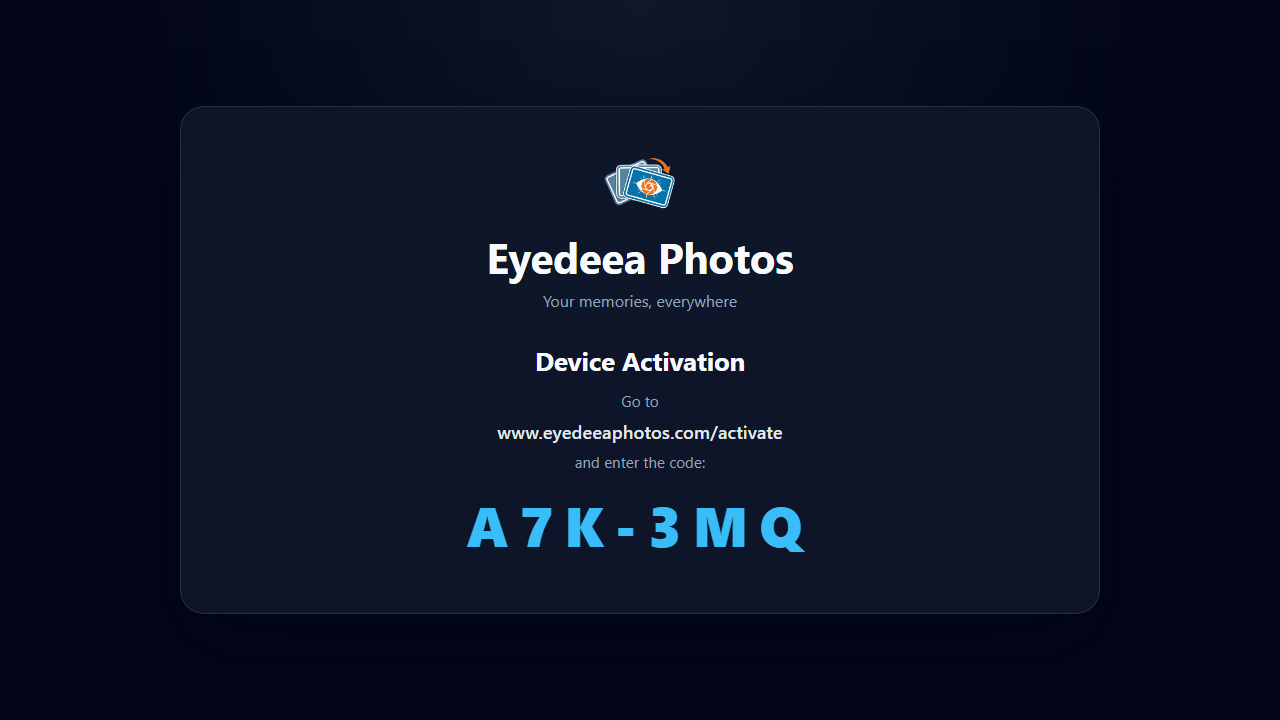 Eyedeea Photos
Your memories, everywhere
Device Activation
Go to
www.eyedeeaphotos.com/activate
and enter the code:
A7K-3MQ